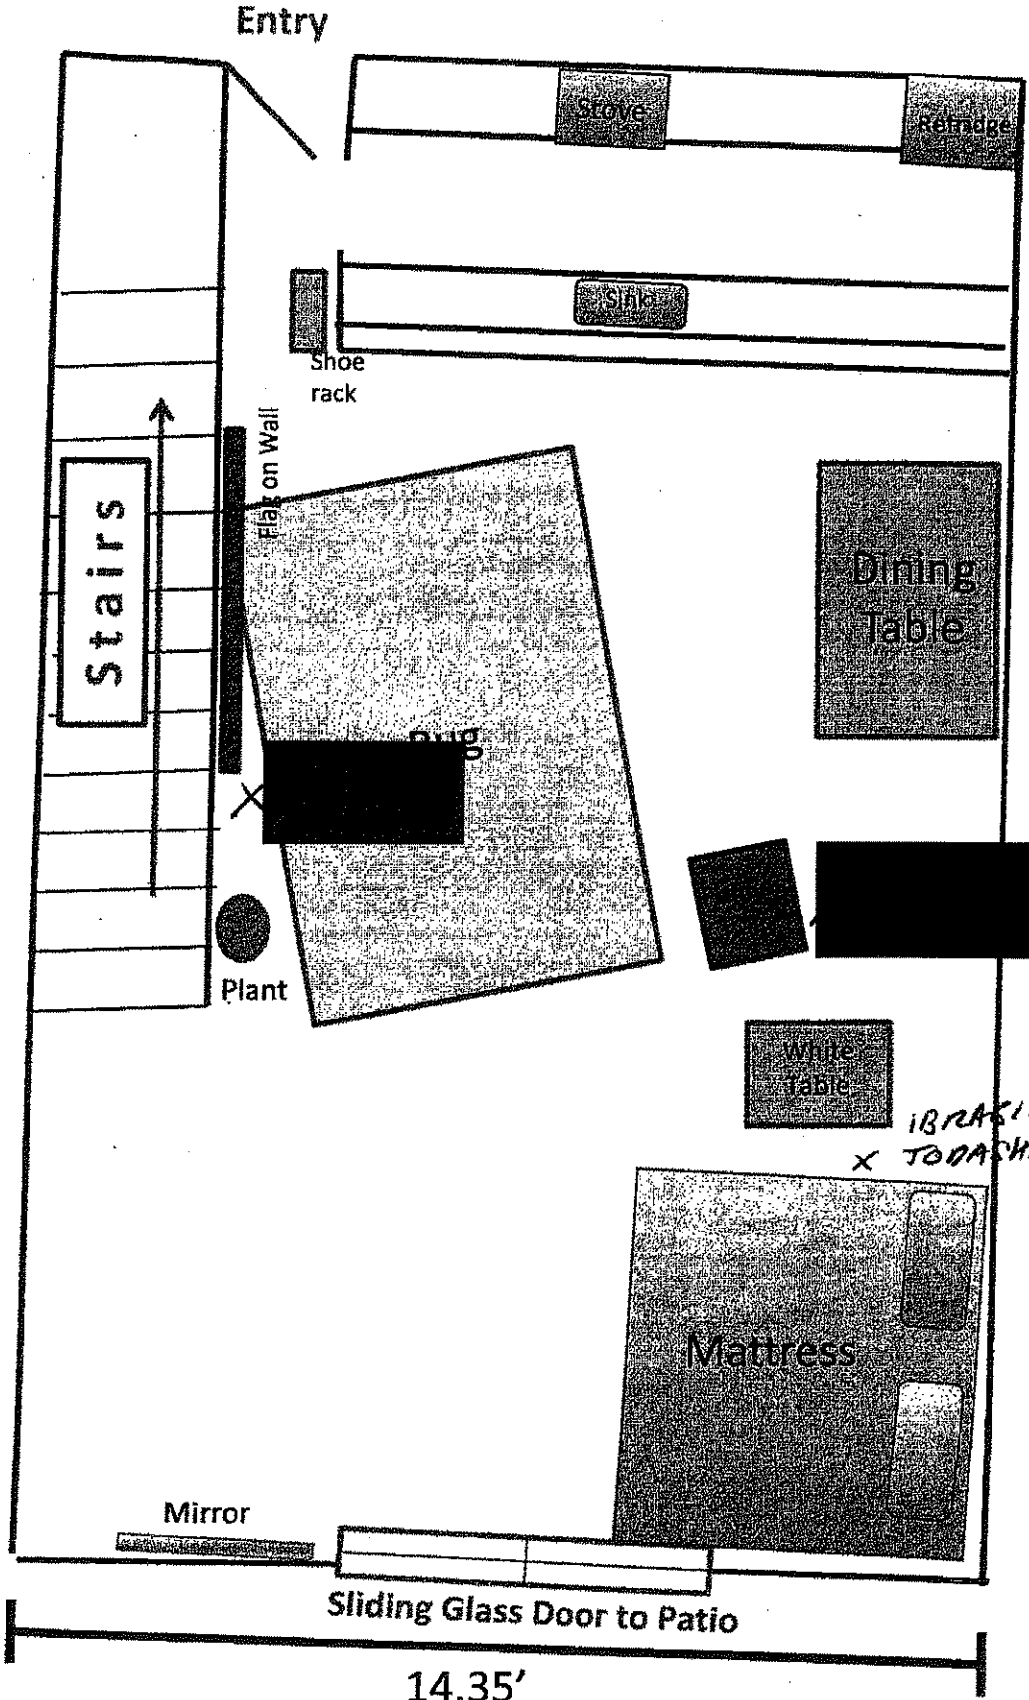 Entry
Stove
Refridge
Sink
Shoe
rack
Flag on Wall
Stairs
Rug
Dining
Table
X
Plant
White
Table
X
Mattress
Mirror
Sliding Glass Door to Patio
14.35'